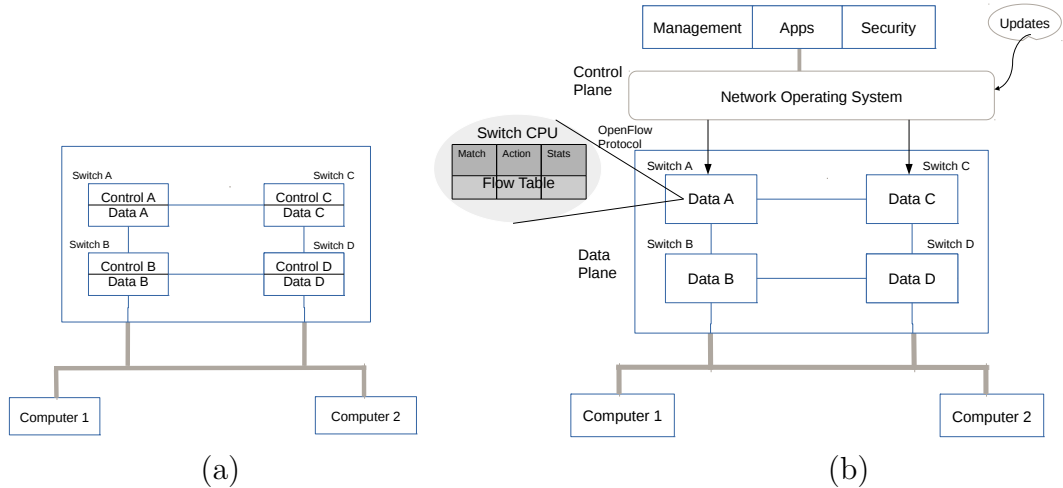 Switch A
Switch C
Control A
Data A
Control C
Data C
Switch B
Switch D
Control B
Data B
Control D
Data D
Computer 1
Computer 2
(a)
Management
Apps
Security
Updates
Control
Plane
Network Operating System
OpenFlow
Protocol
Switch CPU
Match
Action
Stats
Flow Table
Switch A
Switch C
Data A
Data C
Switch B
Switch D
Data
Plane
Data B
Data D
Computer 1
Computer 2
(b)